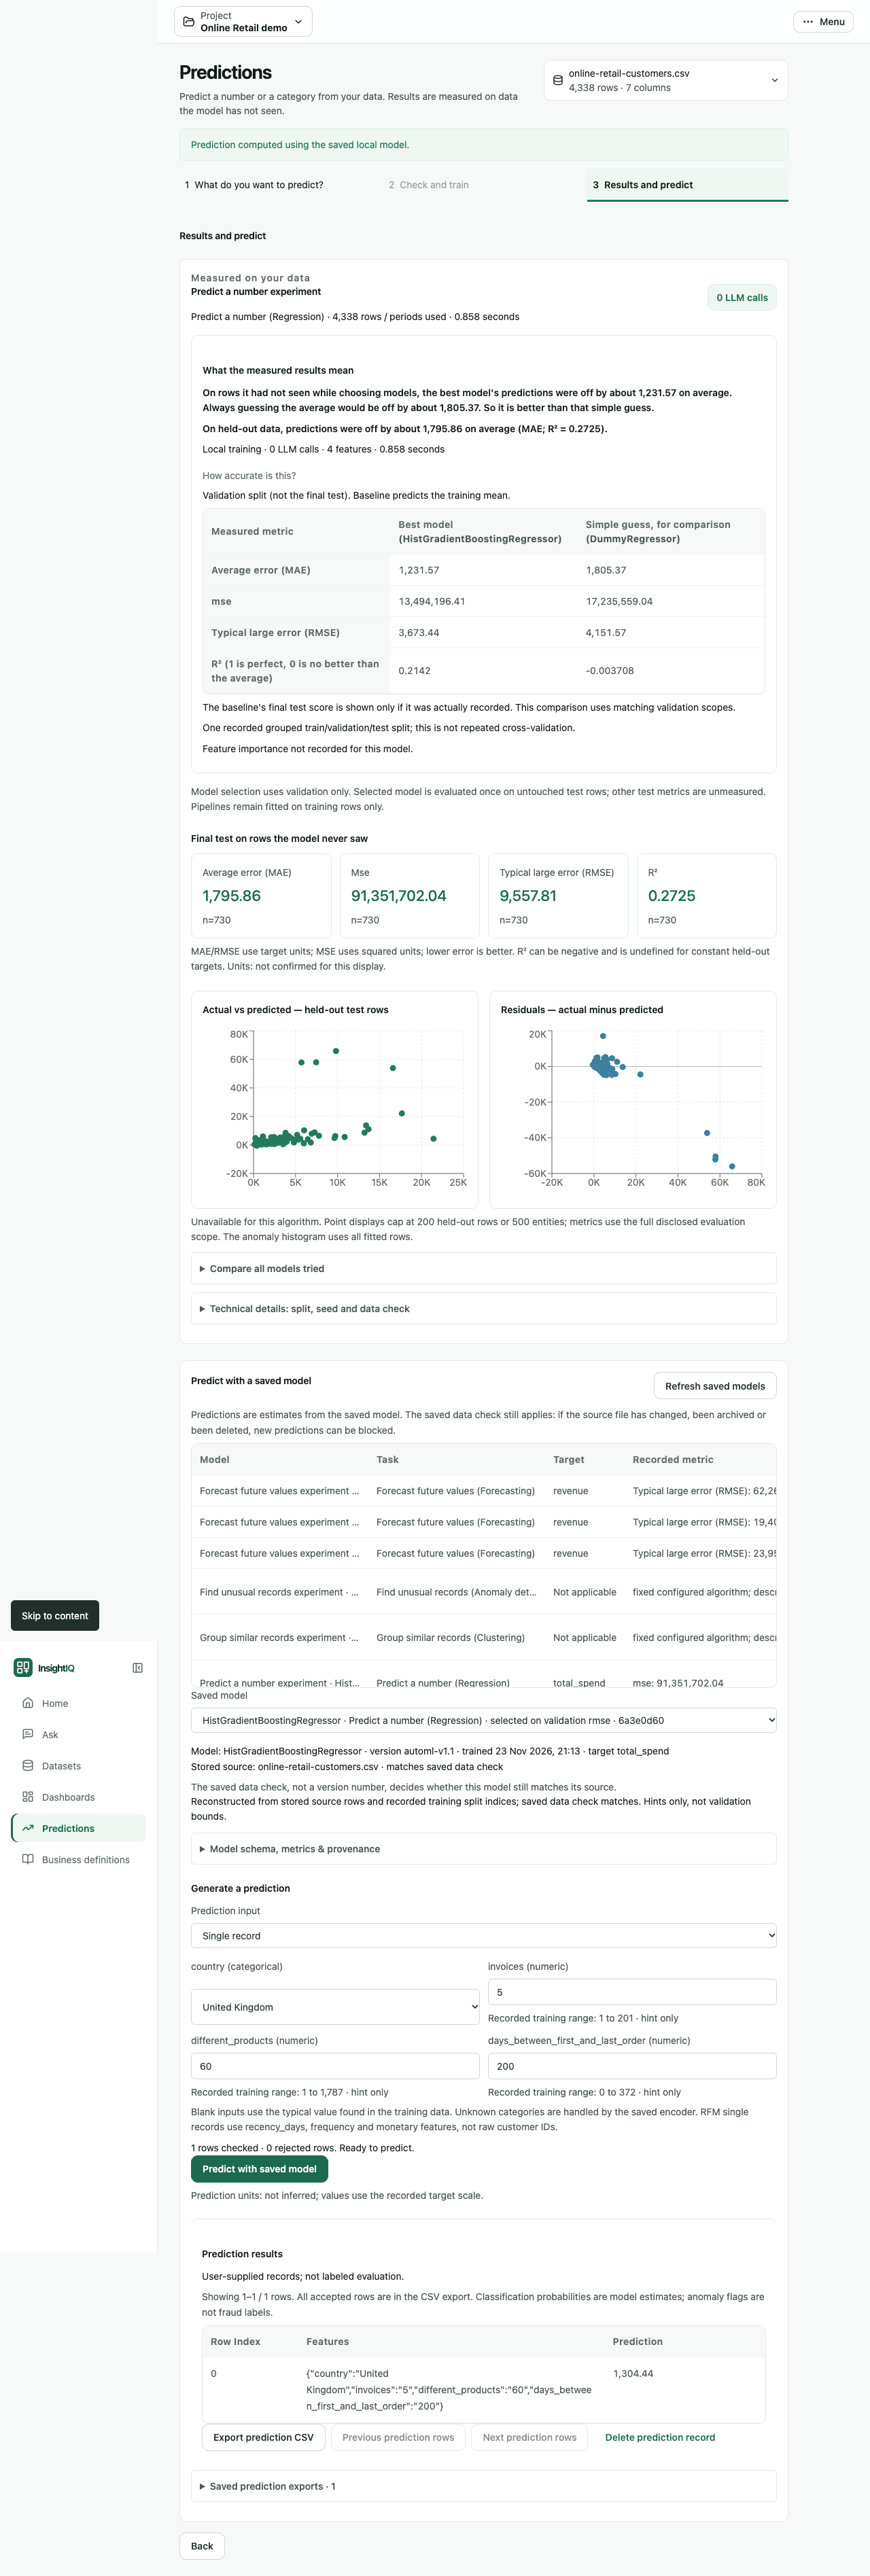 Project
Online Retail demo
Menu
Predictions
Predict a number or a category from your data. Results are measured on data
the model has not seen.
online-retail-customers.csv
4,338 rows · 7 columns
Prediction computed using the saved local model.
1 What do you want to predict?
2 Check and train
3 Results and predict
Results and predict
Measured on your data
Predict a number experiment
0 LLM calls
Predict a number (Regression) · 4,338 rows / periods used · 0.858 seconds
What the measured results mean
On rows it had not seen while choosing models, the best model's predictions were off by about 1,231.57 on average.
Always guessing the average would be off by about 1,805.37. So it is better than that simple guess.
On held-out data, predictions were off by about 1,795.86 on average (MAE; R² = 0.2725).
Local training · 0 LLM calls · 4 features · 0.858 seconds
How accurate is this?
Validation split (not the final test). Baseline predicts the training mean.
Measured metric
Best model
(HistGradientBoostingRegressor)
Simple guess, for comparison
(DummyRegressor)
Average error (MAE)
1,231.57
1,805.37
mse
13,494,196.41
17,235,559.04
Typical large error (RMSE)
3,673.44
4,151.57
R² (1 is perfect, 0 is no better than
the average)
0.2142
-0.003708
The baseline's final test score is shown only if it was actually recorded. This comparison uses matching validation scopes.
One recorded grouped train/validation/test split; this is not repeated cross-validation.
Feature importance not recorded for this model.
Model selection uses validation only. Selected model is evaluated once on untouched test rows; other test metrics are unmeasured.
Pipelines remain fitted on training rows only.
Final test on rows the model never saw
Average error (MAE)
1,795.86
n=730
Mse
91,351,702.04
n=730
Typical large error (RMSE)
9,557.81
n=730
R²
0.2725
n=730
MAE/RMSE use target units; MSE uses squared units; lower error is better. R² can be negative and is undefined for constant held-out
targets. Units: not confirmed for this display.
Actual vs predicted — held-out test rows
80K
60K
40K
20K
0K
-20K
0K 5K 10K 15K 20K 25K
Residuals — actual minus predicted
20K
0K
-20K
-40K
-60K
-20K 0K 20K 40K 60K 80K
Unavailable for this algorithm. Point displays cap at 200 held-out rows or 500 entities; metrics use the full disclosed evaluation
scope. The anomaly histogram uses all fitted rows.
Compare all models tried
Technical details: split, seed and data check
Predict with a saved model
Refresh saved models
Predictions are estimates from the saved model. The saved data check still applies: if the source file has changed, been archived or
been deleted, new predictions can be blocked.
Model Task Target Recorded metric
Forecast future values experiment ... Forecast future values (Forecasting) revenue Typical large error (RMSE): 62,26
Forecast future values experiment ... Forecast future values (Forecasting) revenue Typical large error (RMSE): 19,40
Forecast future values experiment ... Forecast future values (Forecasting) revenue Typical large error (RMSE): 23,95
Find unusual records experiment · ... Find unusual records (Anomaly det... Not applicable fixed configured algorithm; descr
Group similar records experiment ·... Group similar records (Clustering) Not applicable fixed configured algorithm; descr
Predict a number experiment · Hist... Predict a number (Regression) total_spend mse: 91,351,702.04
Saved model
HistGradientBoostingRegressor · Predict a number (Regression) · selected on validation rmse · 6a3e0d60
Model: HistGradientBoostingRegressor · version automl-v1.1 · trained 23 Nov 2026, 21:13 · target total_spend
Stored source: online-retail-customers.csv · matches saved data check
The saved data check, not a version number, decides whether this model still matches its source.
Reconstructed from stored source rows and recorded training split indices; saved data check matches. Hints only, not validation
bounds.
Model schema, metrics & provenance
Generate a prediction
Prediction input
Single record
country (categorical)
United Kingdom
invoices (numeric)
5
Recorded training range: 1 to 201 · hint only
different_products (numeric)
60
Recorded training range: 1 to 1,787 · hint only
days_between_first_and_last_order (numeric)
200
Recorded training range: 0 to 372 · hint only
Blank inputs use the typical value found in the training data. Unknown categories are handled by the saved encoder. RFM single
records use recency_days, frequency and monetary features, not raw customer IDs.
1 rows checked · 0 rejected rows. Ready to predict.
Predict with saved model
Prediction units: not inferred; values use the recorded target scale.
Prediction results
User-supplied records; not labeled evaluation.
Showing 1–1 / 1 rows. All accepted rows are in the CSV export. Classification probabilities are model estimates; anomaly flags are
not fraud labels.
Row Index Features Prediction
0
{"country":"United
Kingdom","invoices":"5","different_products":"60","days_betwee
n_first_and_last_order":"200"}
1,304.44
Export prediction CSV
Previous prediction rows
Next prediction rows
Delete prediction record
Saved prediction exports · 1
Back
Skip to content
InsightIQ
Home
Ask
Datasets
Dashboards
Predictions
Business definitions